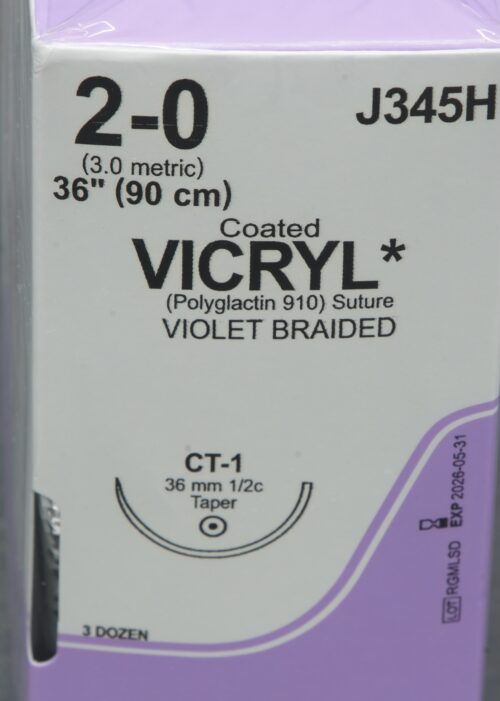 2-0
J345H
(3.0 metric)
36" (90 cm)
Coated
VICRYL*
(Polyglactin 910) Suture
VIOLET BRAIDED
CT-1
36 mm 1/2c
Taper
3 DOZEN
EXP 2026-05-31
LOT RGMLSD